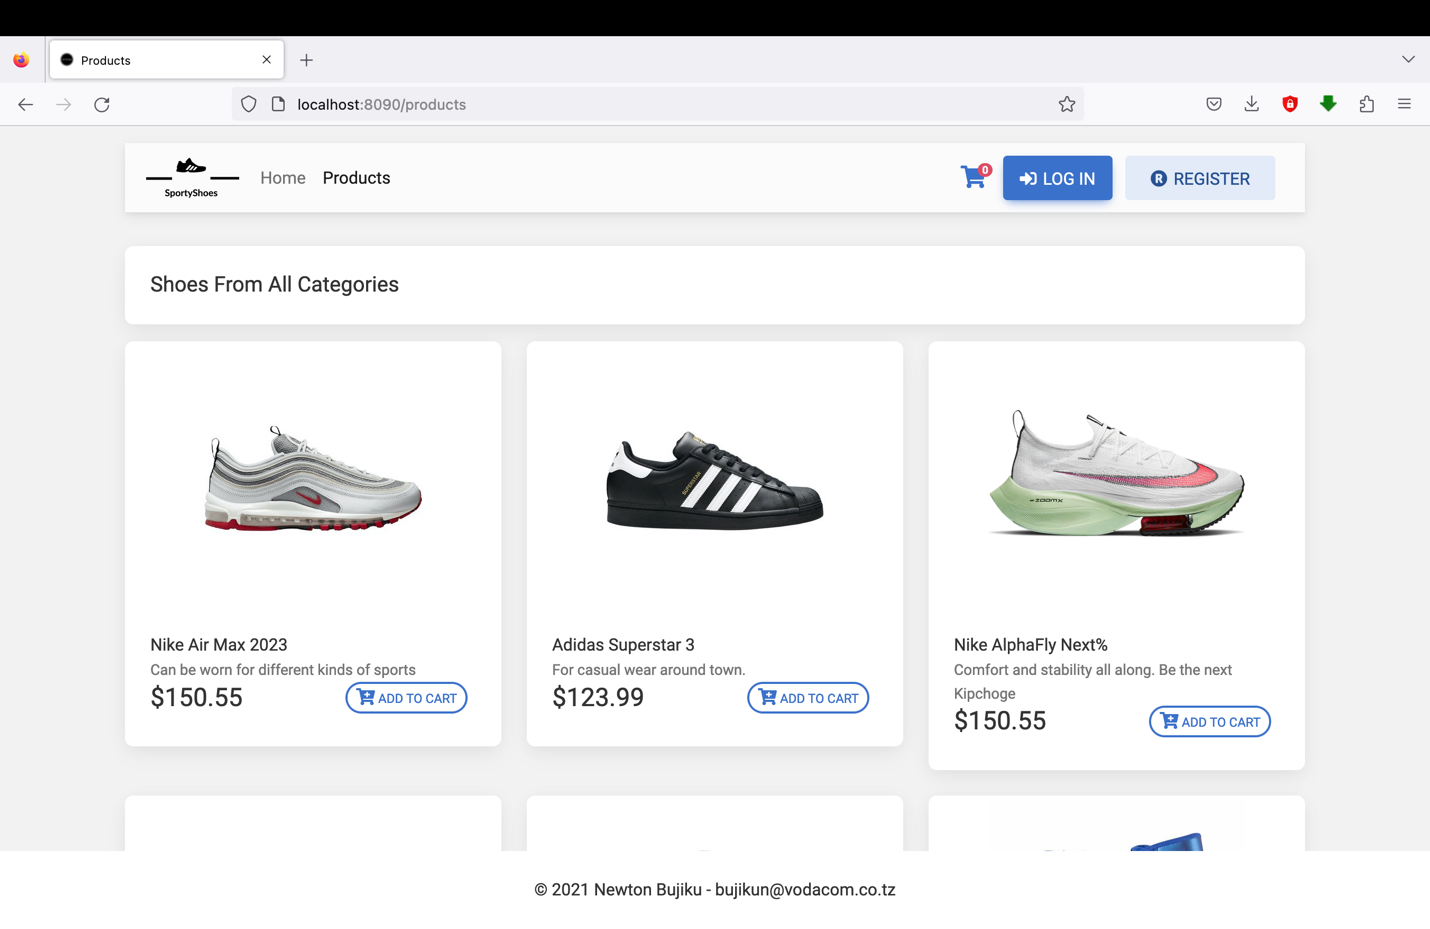 Products
localhost:8090/products
SportyShoes
Home
Products
0
LOG IN
R REGISTER
Shoes From All Categories
SUPERSTAR
ZOOMX
Nike Air Max 2023
Can be worn for different kinds of sports
$150.55
ADD TO CART
Adidas Superstar 3
For casual wear around town.
$123.99
ADD TO CART
Nike AlphaFly Next%
Comfort and stability all along. Be the next
Kipchoge
$150.55
ADD TO CART
© 2021 Newton Bujiku - bujikun@vodacom.co.tz